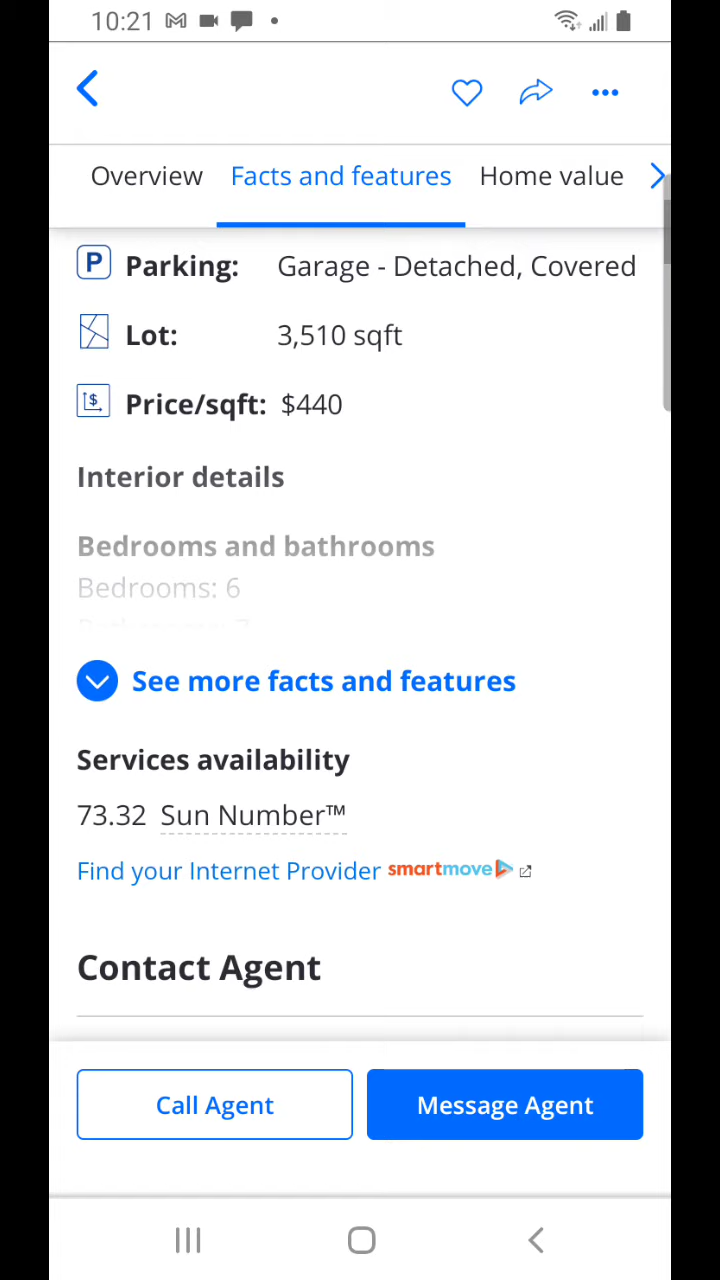 10:21
Overview Facts and features Home value
P Parking: Garage - Detached, Covered
Lot: 3,510 sqft
$ Price/sqft: $440
Interior details
Bedrooms and bathrooms
Bedrooms: 6
See more facts and features
Services availability
73.32 Sun Number™
Find your Internet Provider smartmove
Contact Agent
Call Agent Message Agent